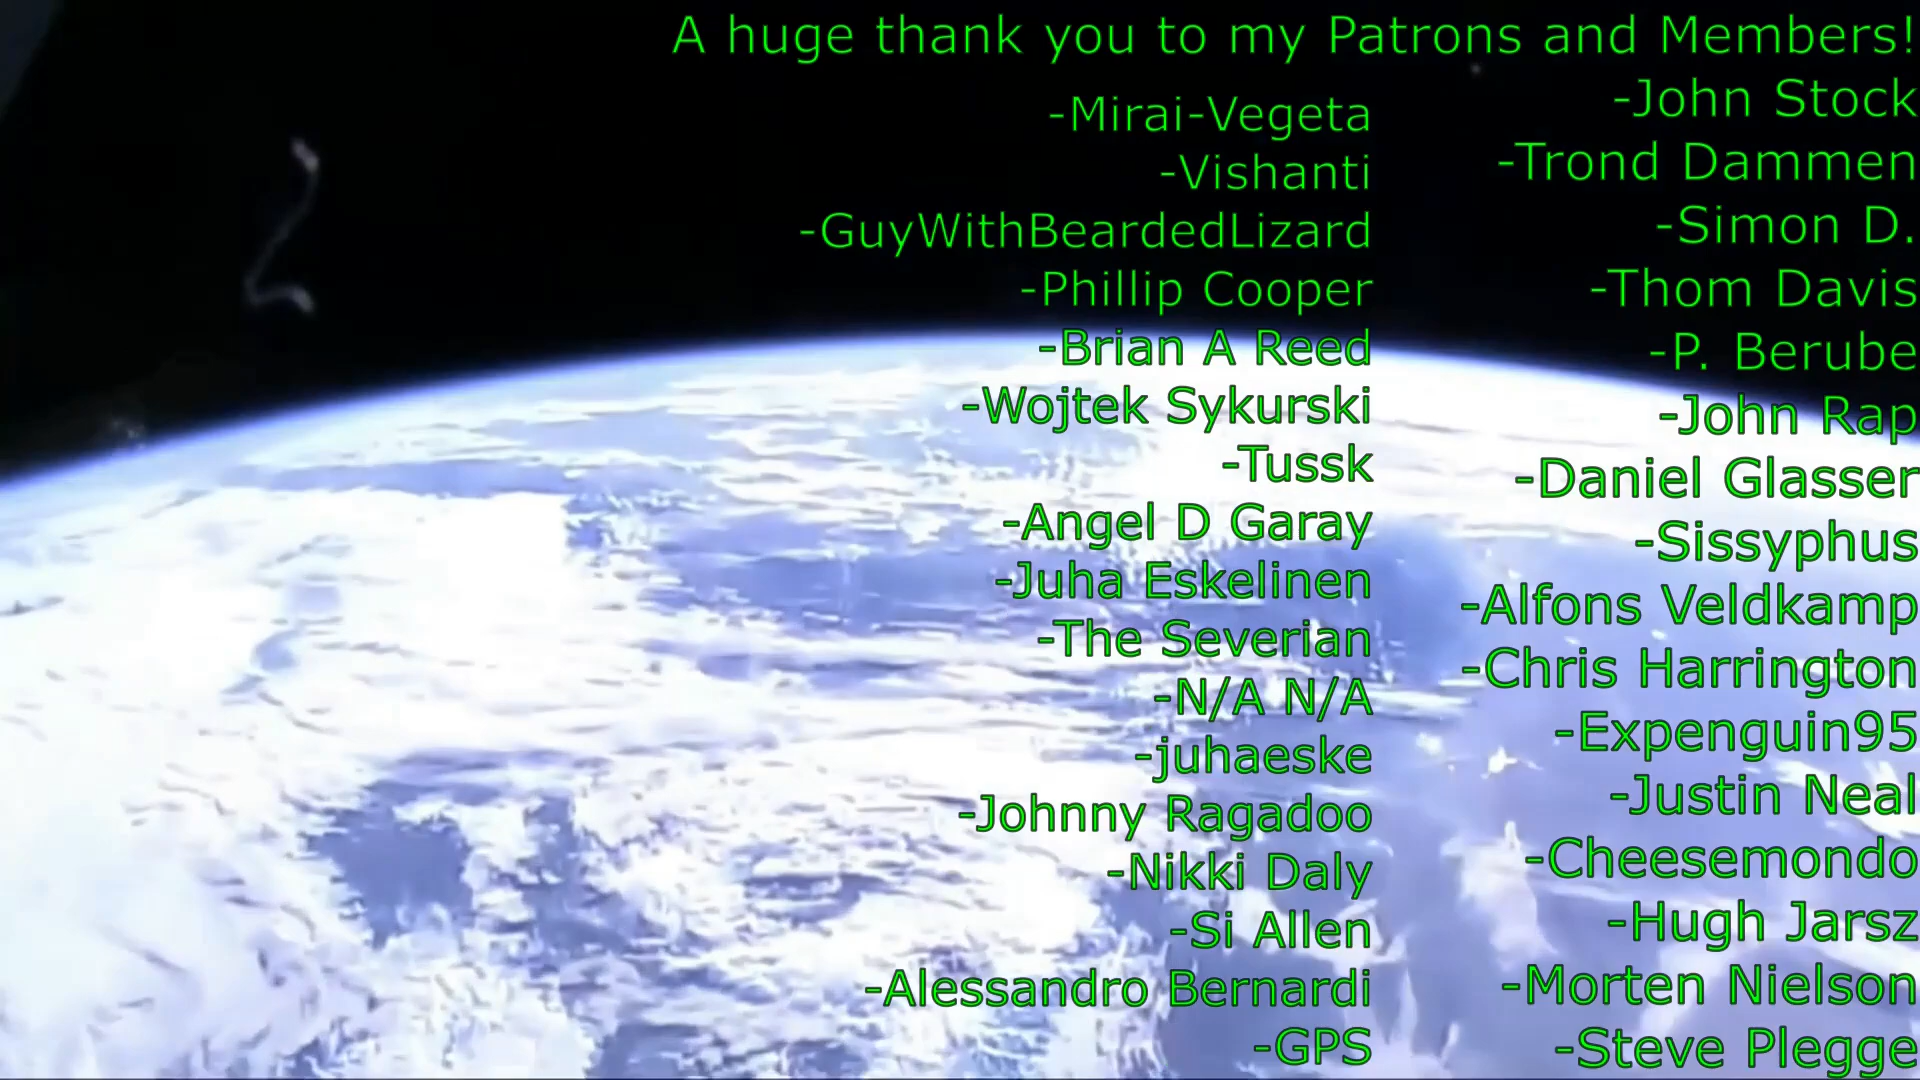 A huge thank you to my Patrons and Members!
-Mirai-Vegeta
-Vishanti
-GuyWithBeardedLizard
-Phillip Cooper
-Brian A Reed
-Wojtek Sykurski
-Tussk
-Angel D Garay
-Juha Eskelinen
-The Severian
-N/A N/A
-juhaeske
-Johnny Ragadoo
-Nikki Daly
-Si Allen
-Alessandro Bernardi
-GPS
-John Stock
-Trond Dammen
-Simon D.
-Thom Davis
-P. Berube
-John Rap
-Daniel Glasser
-Sissyphus
-Alfons Veldkamp
-Chris Harrington
-Expenguin95
-Justin Neal
-Cheesemondo
-Hugh Jarsz
-Morten Nielson
-Steve Plegge